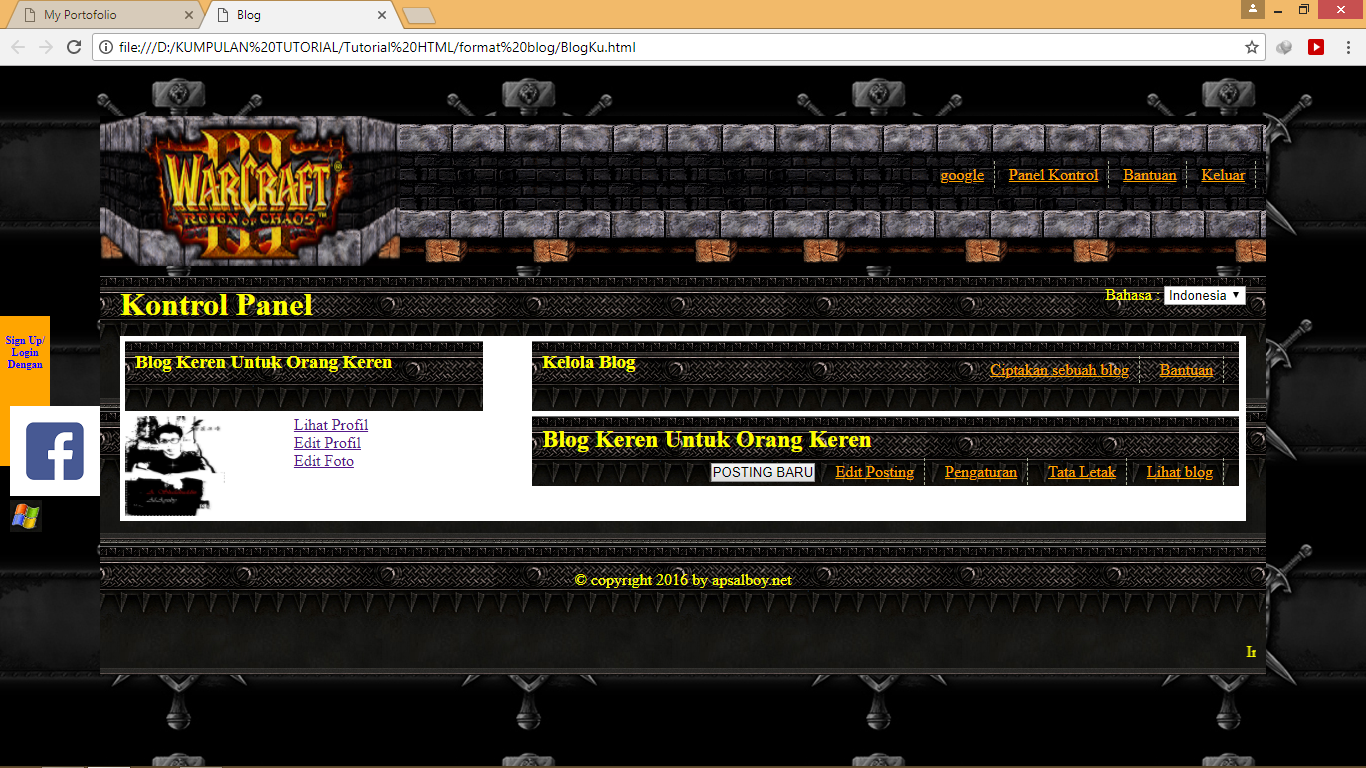 My Portofolio
Blog
file:///D:/KUMPULAN%20TUTORIAL/Tutorial%20HTML/format%20blog/BlogKu.html
WARCRAFT
III
REIGN OF CHAOS™
google
Panel Kontrol
Bantuan
Keluar
Kontrol Panel
Bahasa : Indonesia
Sign Up/
Login
Dengan
Blog Keren Untuk Orang Keren
Lihat Profil
Edit Profil
Edit Foto
Kelola Blog
Ciptakan sebuah blog
Bantuan
Blog Keren Untuk Orang Keren
POSTING BARU
Edit Posting
Pengaturan
Tata Letak
Lihat blog
© copyright 2016 by apsalboy.net